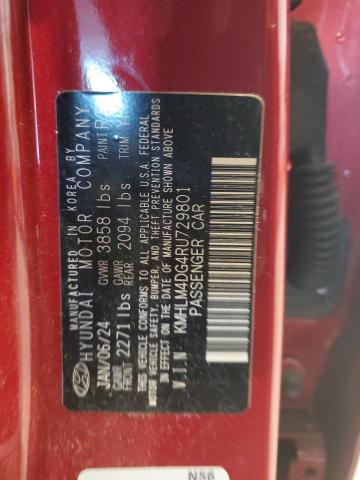 MANUFACTURED IN KOREA BY
HYUNDAI MOTOR COMPANY
JAN/06/24 GVWR 3858 lbs PAINT
GAWR FRONT 2271 lbs GAWR REAR 2094 lbs TRIM
THIS VEHICLE CONFORMS TO ALL APPLICABLE U.S.A. FEDERAL
MOTOR VEHICLE SAFETY, BUMPER, AND THEFT PREVENTION
STANDARDS IN EFFECT ON THE DATE OF MANUFACTURE SHOWN ABOVE.
V.I.N KMHLM4DG4RU729801
PASSENGER CAR
N56